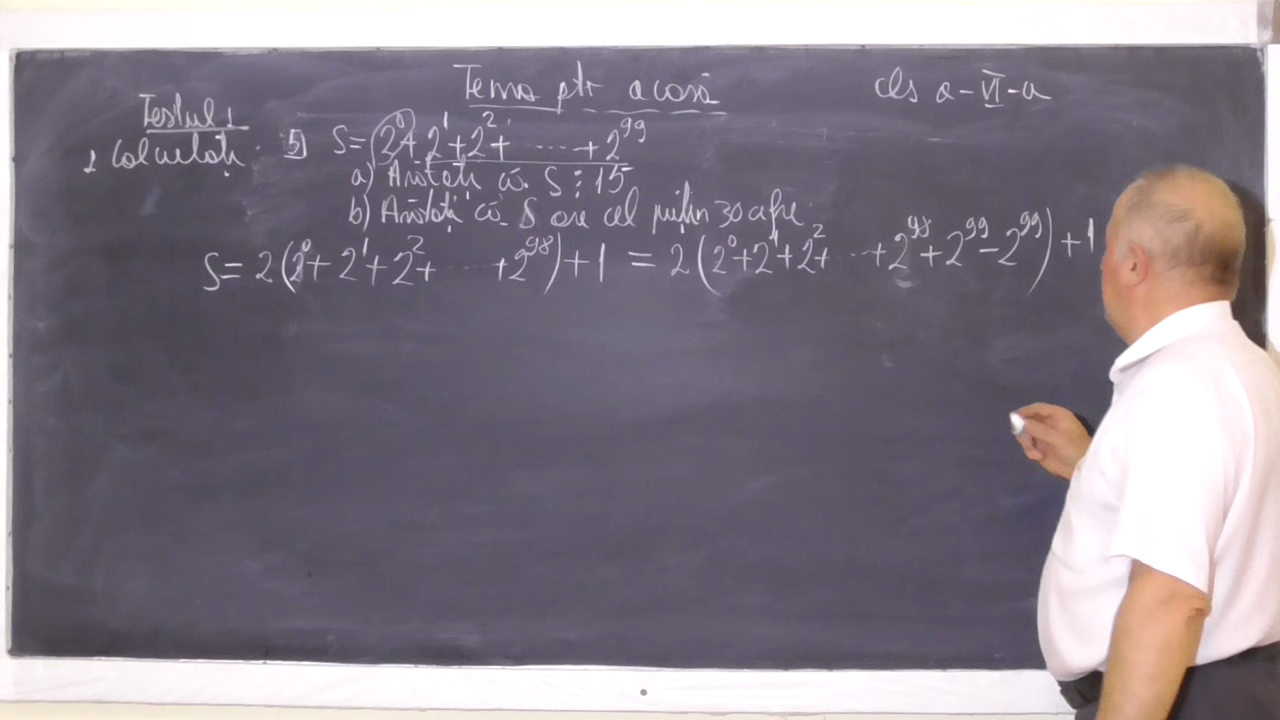 Tema ptr acasă
cls a-VI-a
Testul 1
1 Calculați.
5) S=2⁰+2¹+2²+ ..... +2⁹⁹
a) Arătați că S⋮15
b) Arătați că S are cel puțin 30 cifre.
S= 2(2⁰+2¹+2²+ ... +2⁹⁸)+1 = 2(2⁰+2¹+2²+ ... +2⁹⁸+2⁹⁹-2⁹⁹)+1